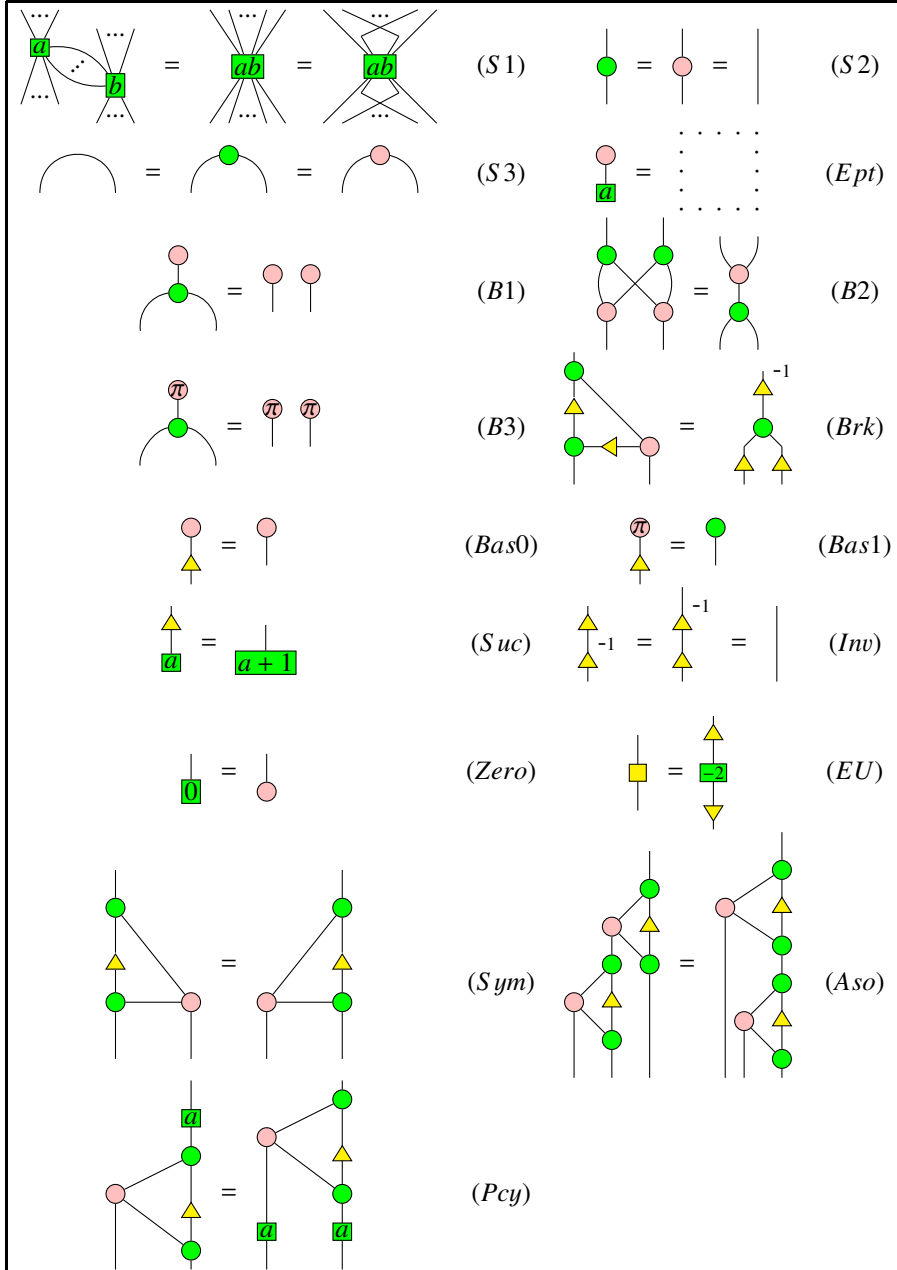 ... ...
a = ab = ab (S1) = = (S2)
b
... ... ... ...
= = (S3) a = (Ept)
= (B1) = (B2)
π = π π (B3) = -1 (Brk)
= (Bas0) π = (Bas1)
a = a + 1 (Suc) -1 = -1 = (Inv)
0 = (Zero) = -2 (EU)
= (Sym) = (Aso)
a
= (Pcy)
a a